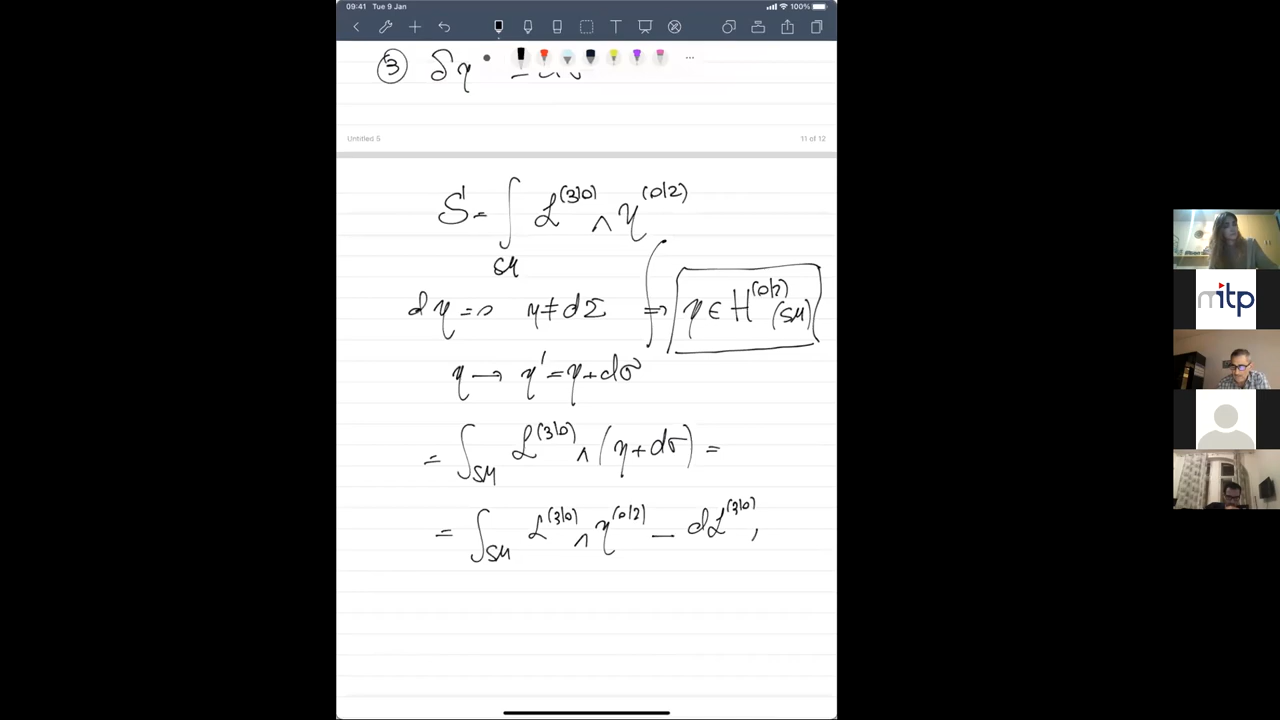 09:41 Tue 9 Jan
100%
③ δη
Untitled 5
11 of 12
S = ∫_{SM} ℒ^{(3|0)} ∧ η^{(0|2)}
dη = 0 η ≠ dΣ ⇒ η ∈ H^{(0|2)}(SM)
η → η' = η + dσ
= ∫_{SM} ℒ^{(3|0)} ∧ (η + dσ) =
= ∫_{SM} ℒ^{(3|0)} ∧ η^{(0|2)} − dℒ^{(3|0)} ,
mitp